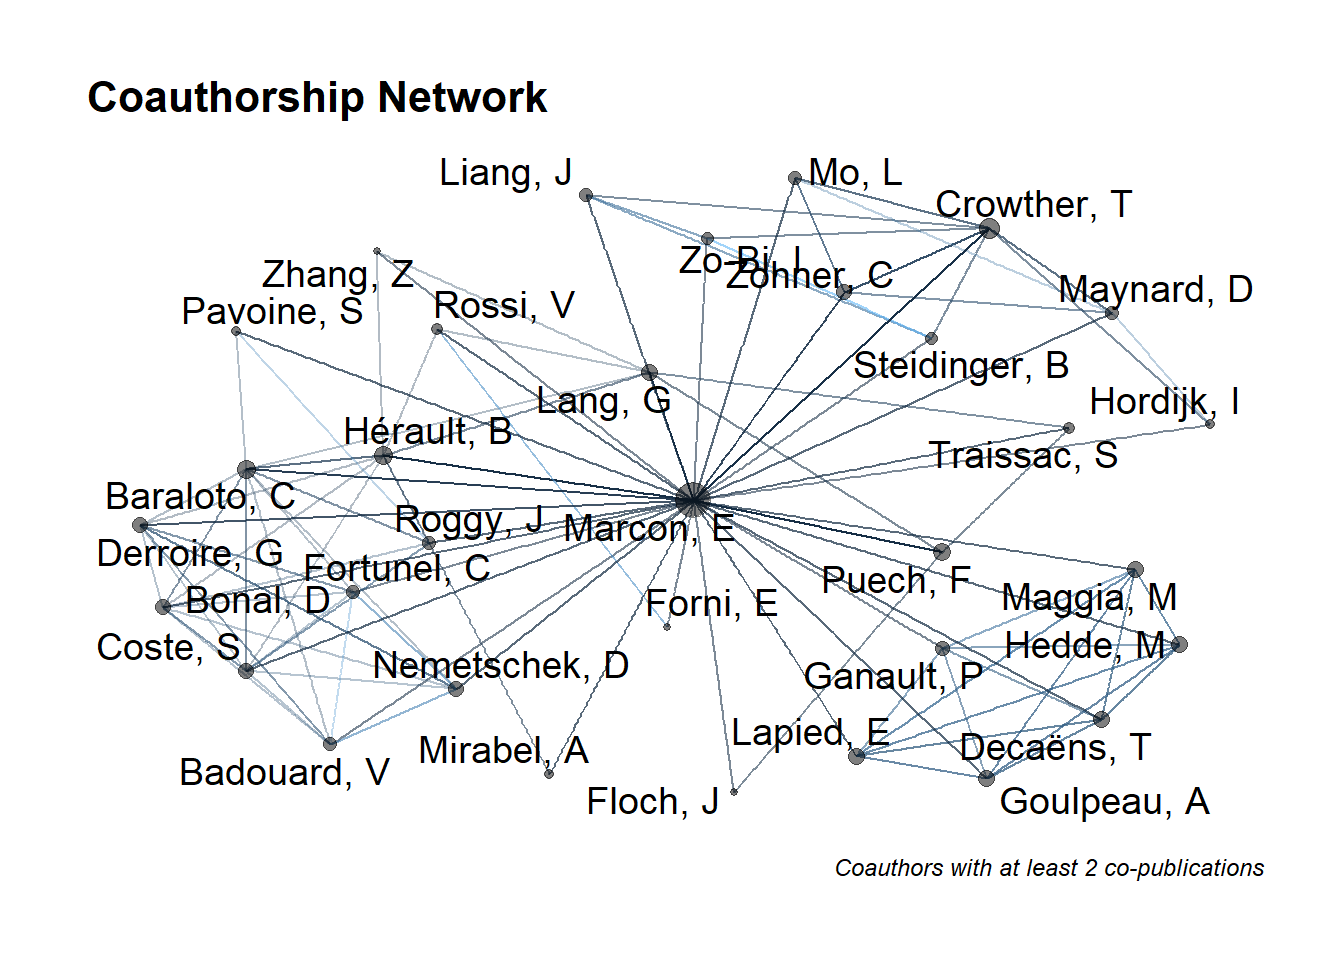 Coauthorship Network
Liang, J
Mo, L
Crowther, T
Zo-Bi, I
Zohner, C
Zhang, Z
Maynard, D
Pavoine, S
Rossi, V
Steidinger, B
Lang, G
Hordijk, I
Hérault, B
Traissac, S
Baraloto, C
Roggy, J
Marcon, E
Derroire, G
Fortunel, C
Puech, F
Bonal, D
Forni, E
Maggia, M
Coste, S
Hedde, M
Nemetschek, D
Ganault, P
Lapied, E
Mirabel, A
Decaëns, T
Badouard, V
Floch, J
Goulpeau, A
Coauthors with at least 2 co-publications